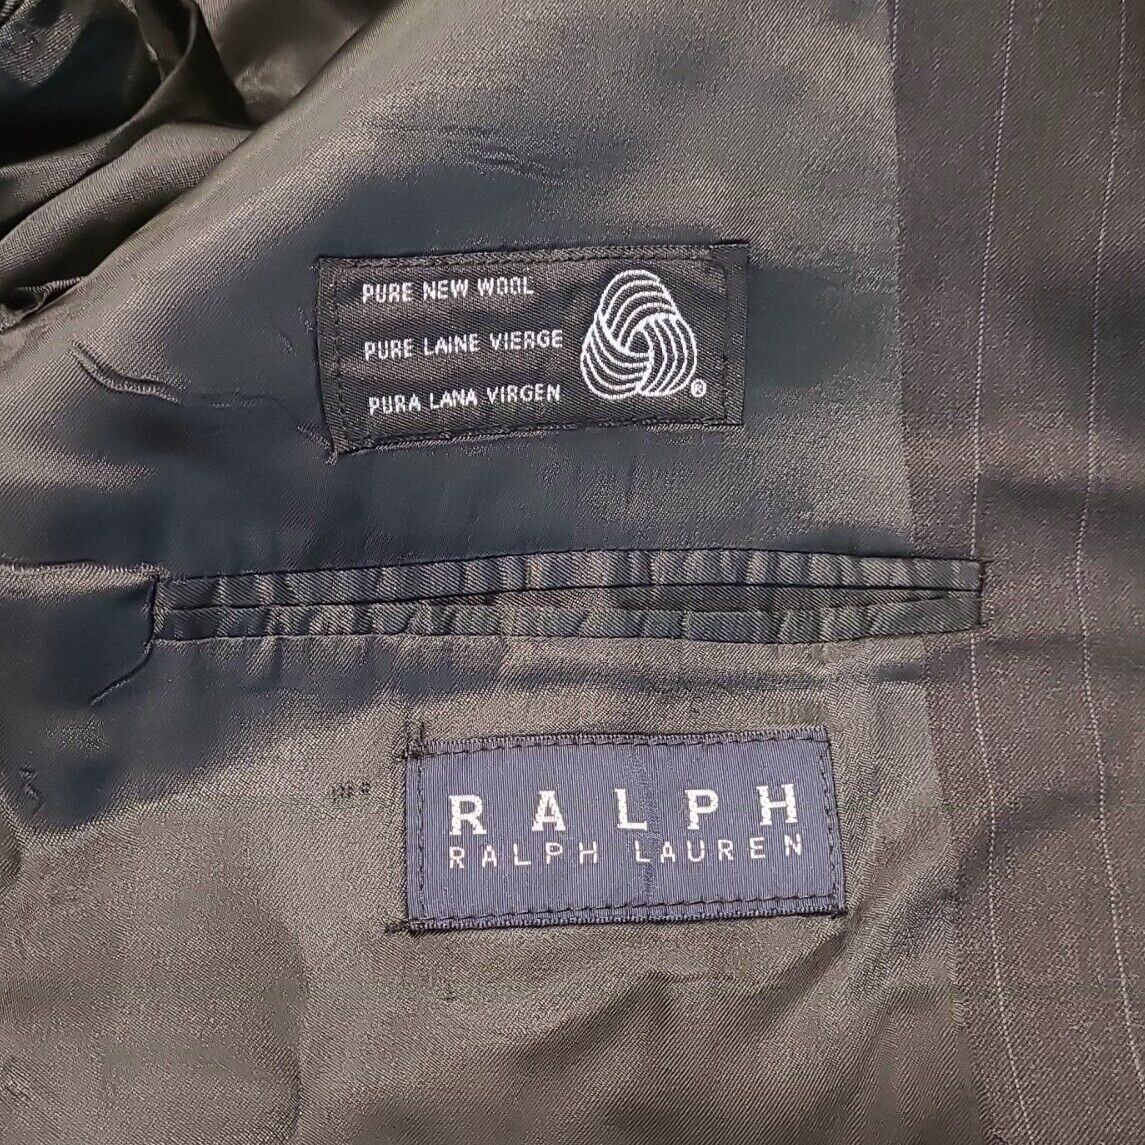 PURE NEW WOOL
PURE LAINE VIERGE
PURA LANA VIRGEN
®
RALPH
RALPH LAUREN